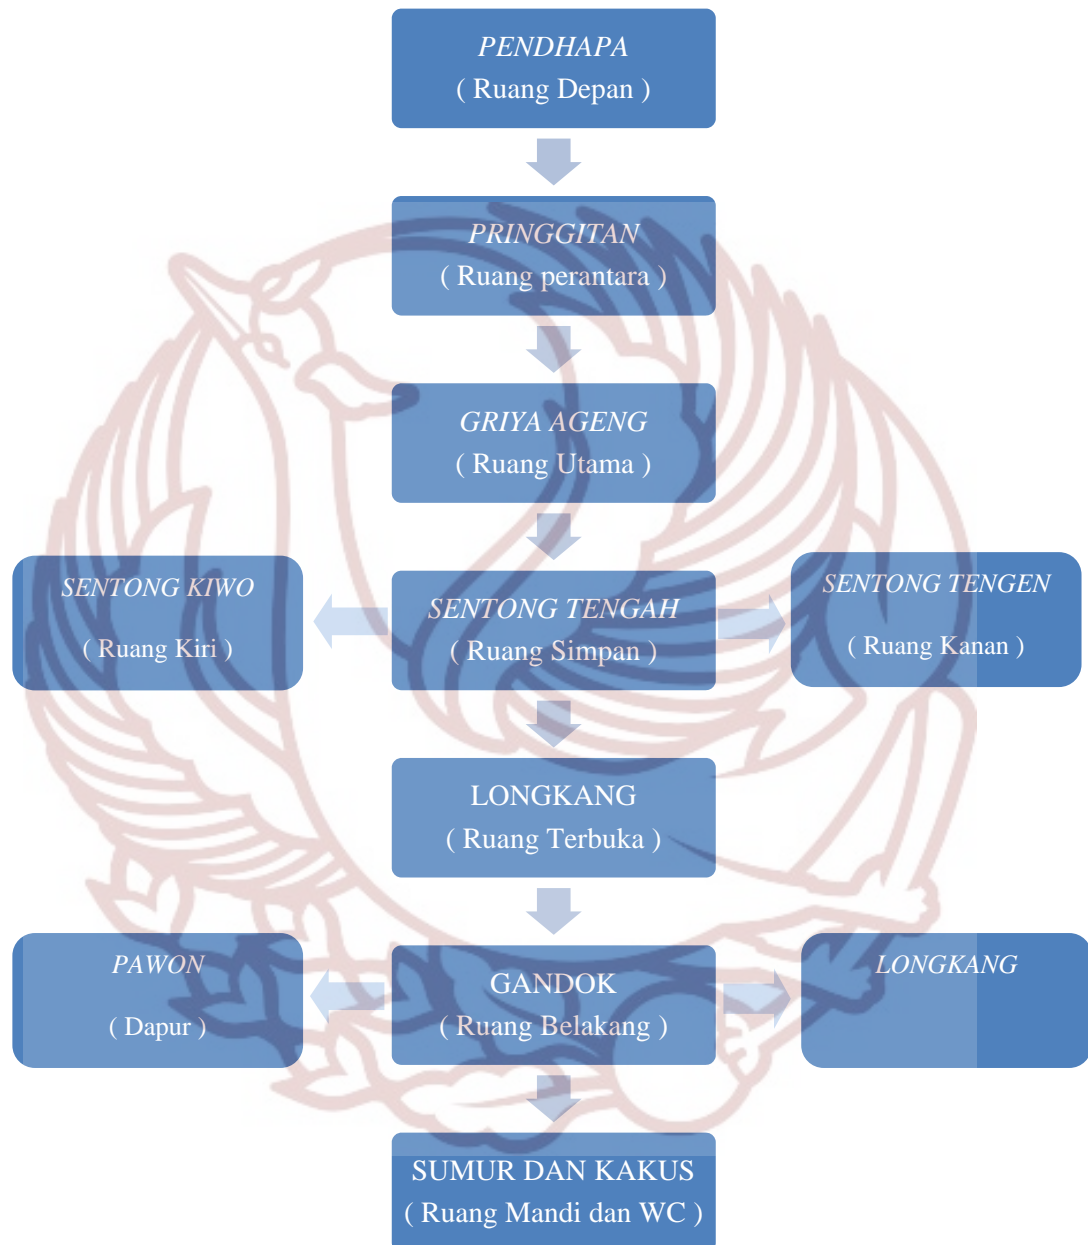 PENDHAPA
( Ruang Depan )
PRINGGITAN
( Ruang perantara )
GRIYA AGENG
( Ruang Utama )
SENTONG KIWO
( Ruang Kiri )
SENTONG TENGAH
( Ruang Simpan )
SENTONG TENGEN
( Ruang Kanan )
LONGKANG
( Ruang Terbuka )
PAWON
( Dapur )
GANDOK
( Ruang Belakang )
LONGKANG
SUMUR DAN KAKUS
( Ruang Mandi dan WC )